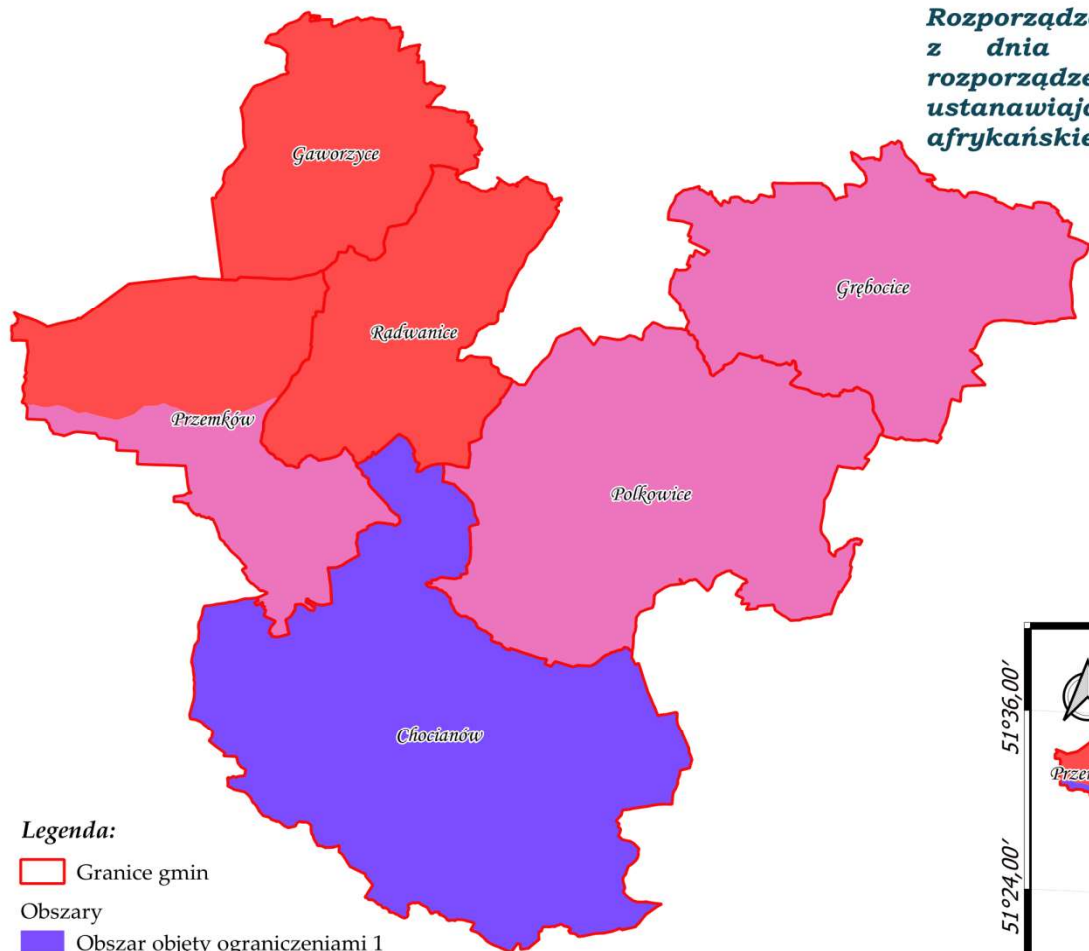 Rozporządz
z dnia
rozporządze
ustanawiają
afrykańskie
Gaworzyce
Grębocice
Radwanice
Przemków
Polkowice
Chocianów
51°36,00'
51°24,00'
Legenda:
Granice gmin
Obszary
Obszar objęty ograniczeniami 1